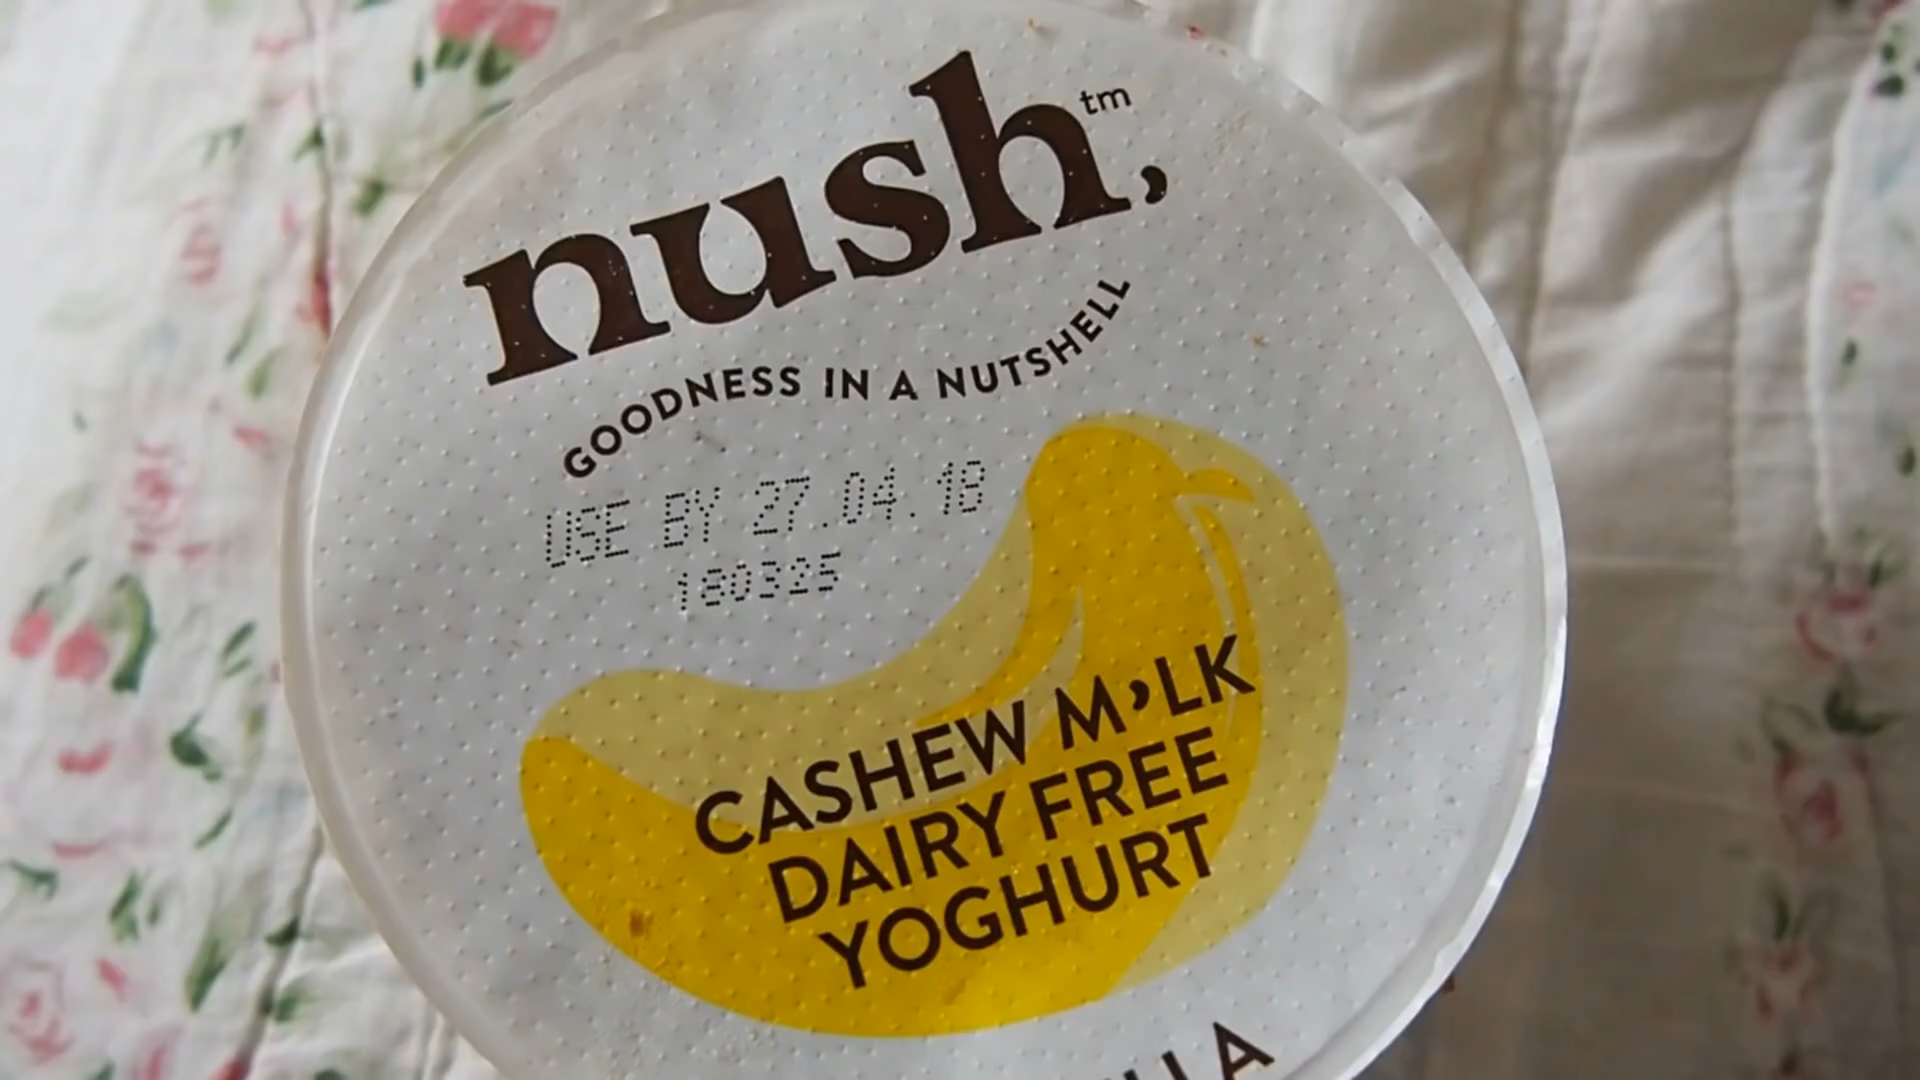 nush,™
GOODNESS IN A NUTSHELL
USE BY 27.04.18
180325
CASHEW M'LK
DAIRY FREE
YOGHURT